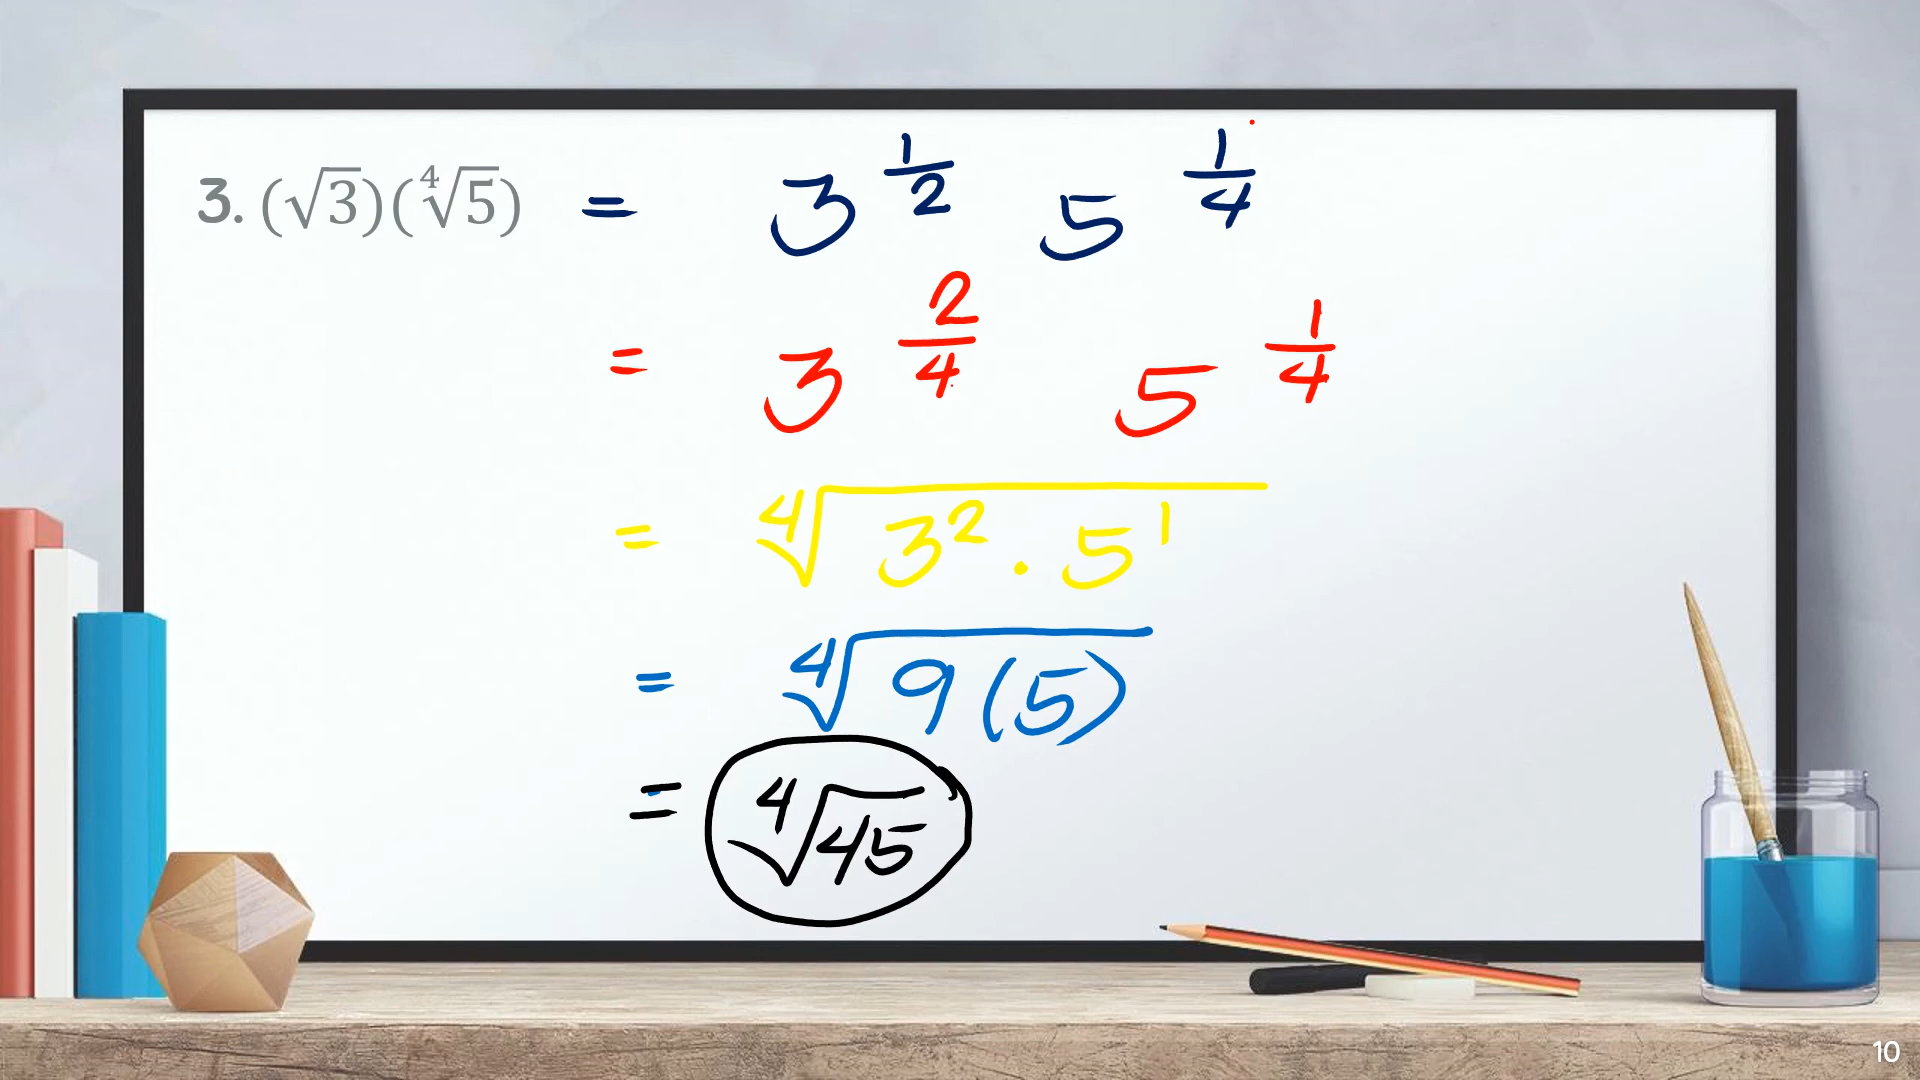 3. (√3)(∜5) = 3^(1/2) 5^(1/4)
= 3^(2/4) 5^(1/4)
= ∜(3² · 5¹)
= ∜(9(5))
= ∜45
10